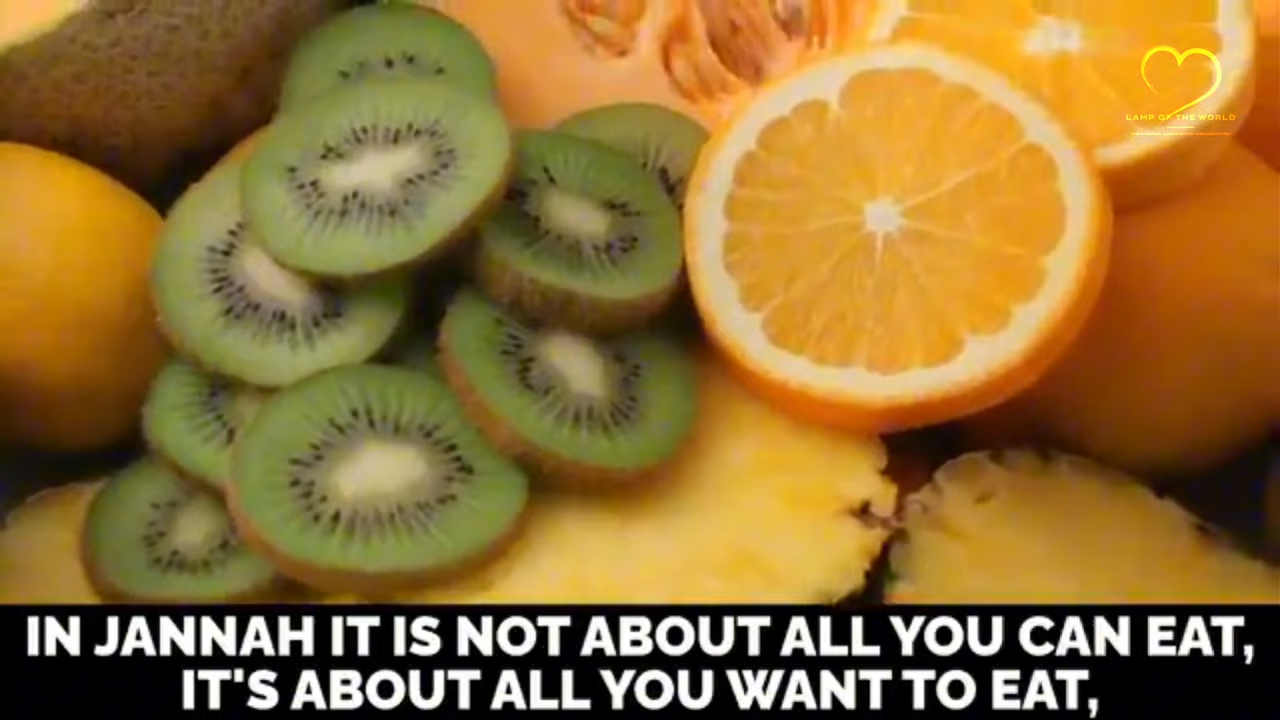 LAMP OF THE WORLD
IN JANNAH IT IS NOT ABOUT ALL YOU CAN EAT,
IT'S ABOUT ALL YOU WANT TO EAT,